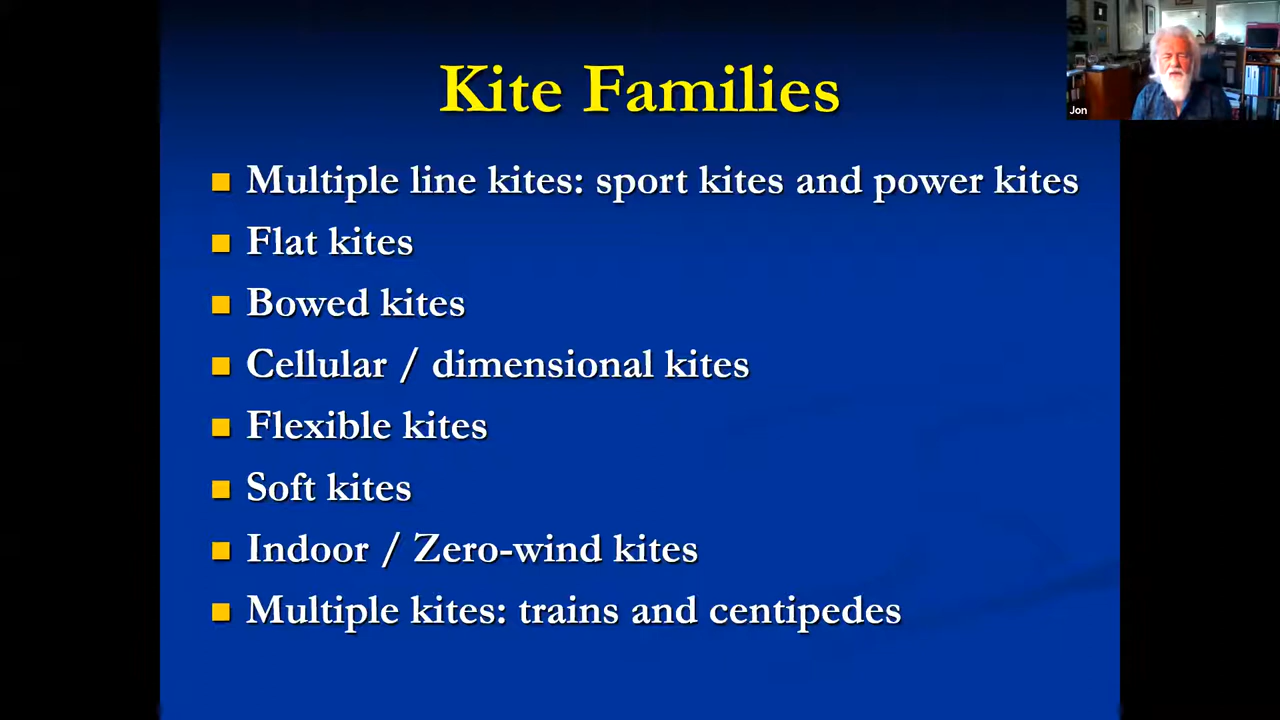 Kite Families
Jon
Multiple line kites: sport kites and power kites
Flat kites
Bowed kites
Cellular / dimensional kites
Flexible kites
Soft kites
Indoor / Zero-wind kites
Multiple kites: trains and centipedes